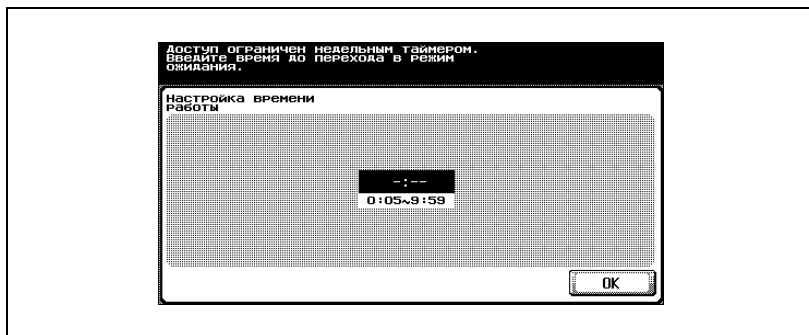 Доступ ограничен недельным таймером.
Введите время до перехода в режим
ожидания.
Настройка времени
работы
-:--
0:05~9:59
OK